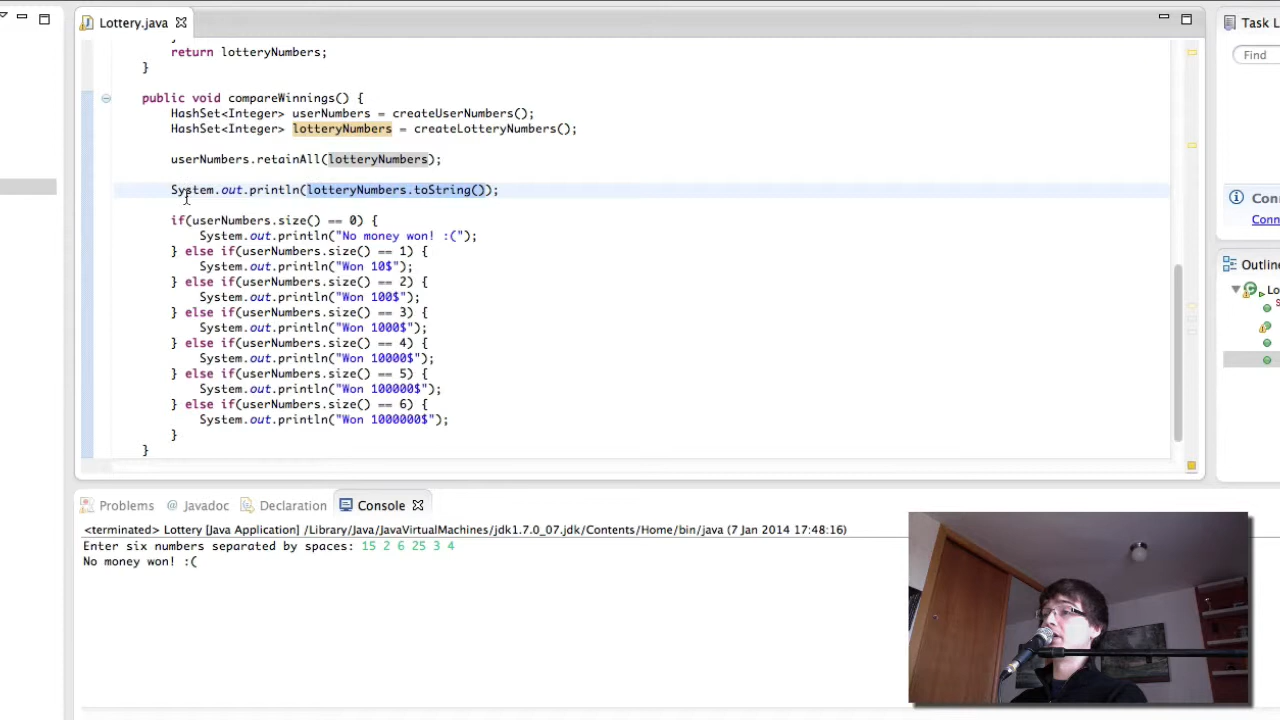 Lottery.java
Task L
return lotteryNumbers;
}
Find
public void compareWinnings() {
HashSet<Integer> userNumbers = createUserNumbers();
HashSet<Integer> lotteryNumbers = createLotteryNumbers();
userNumbers.retainAll(lotteryNumbers);
System.out.println(lotteryNumbers.toString());
Conn
Conn
if(userNumbers.size() == 0) {
System.out.println("No money won! :(");
} else if(userNumbers.size() == 1) {
System.out.println("Won 10$");
} else if(userNumbers.size() == 2) {
System.out.println("Won 100$");
} else if(userNumbers.size() == 3) {
System.out.println("Won 1000$");
} else if(userNumbers.size() == 4) {
System.out.println("Won 10000$");
} else if(userNumbers.size() == 5) {
System.out.println("Won 100000$");
} else if(userNumbers.size() == 6) {
System.out.println("Won 1000000$");
}
}
Outline
Lo
S
Problems @ Javadoc Declaration Console
<terminated> Lottery [Java Application] /Library/Java/JavaVirtualMachines/jdk1.7.0_07.jdk/Contents/Home/bin/java (7 Jan 2014 17:48:16)
Enter six numbers separated by spaces: 15 2 6 25 3 4
No money won! :(